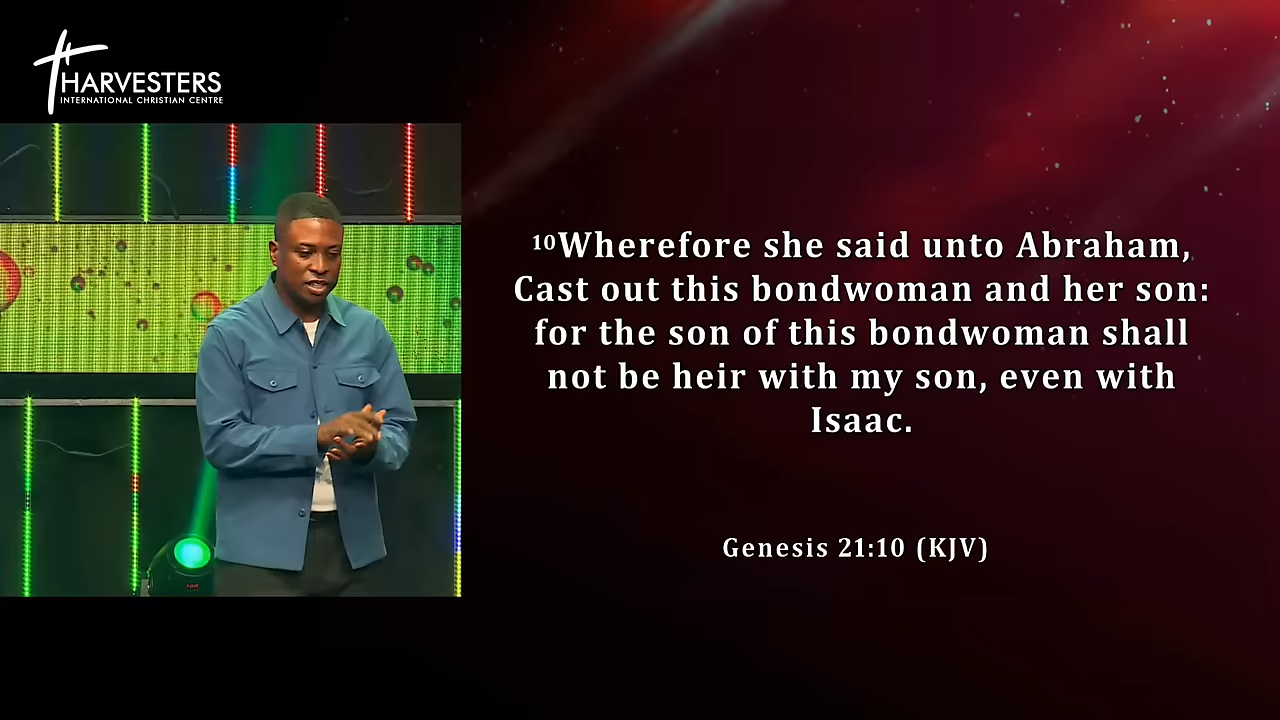 HARVESTERS
INTERNATIONAL CHRISTIAN CENTRE
10Wherefore she said unto Abraham,
Cast out this bondwoman and her son:
for the son of this bondwoman shall
not be heir with my son, even with
Isaac.
Genesis 21:10 (KJV)